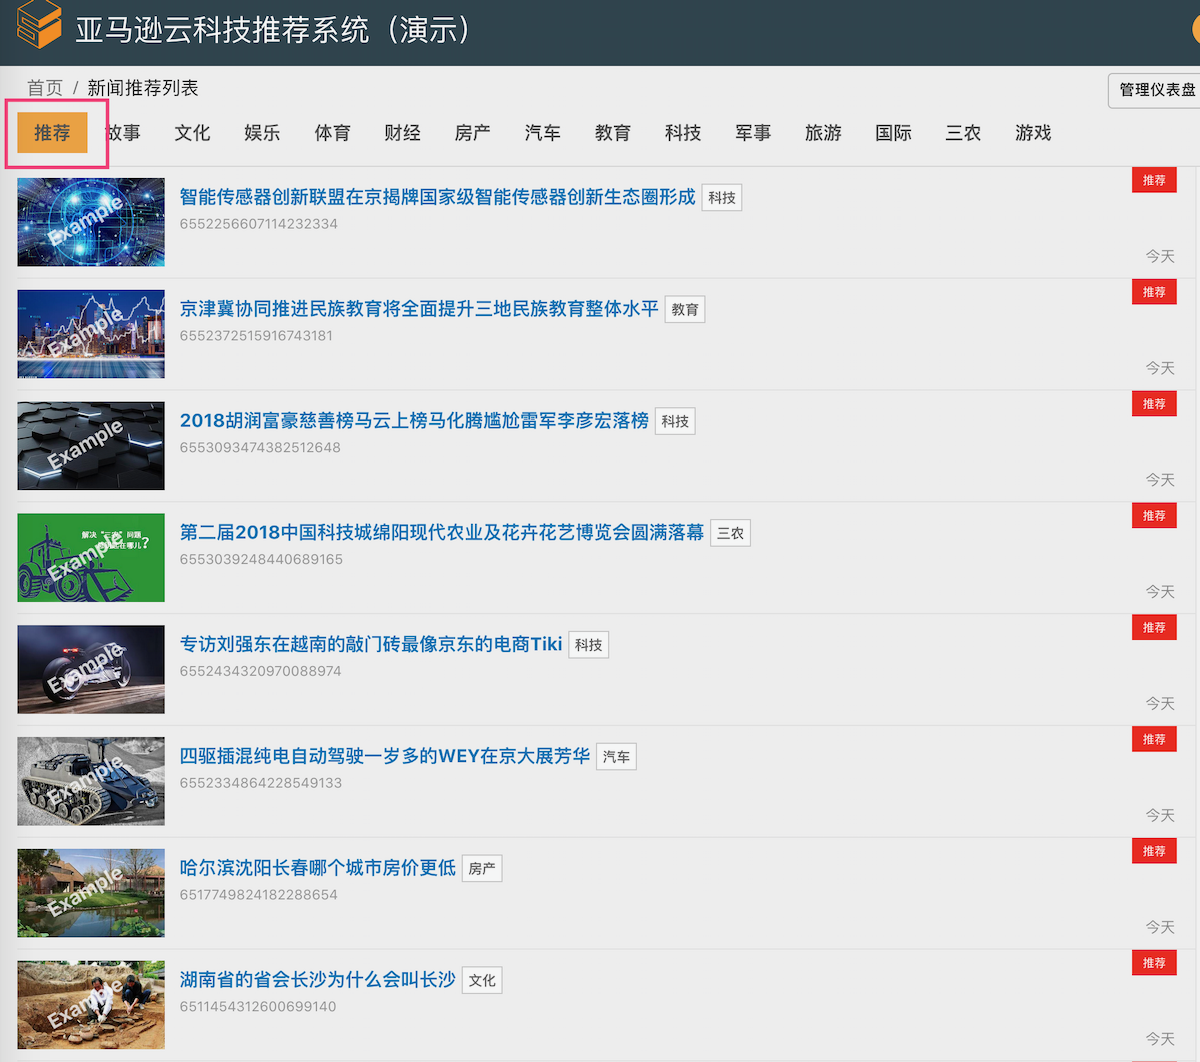 亚马逊云科技推荐系统（演示）
首页 / 新闻推荐列表
管理仪表盘
推荐 故事 文化 娱乐 体育 财经 房产 汽车 教育 科技 军事 旅游 国际 三农 游戏
Example
智能传感器创新联盟在京揭牌国家级智能传感器创新生态圈形成 科技
推荐
6552256607114232334
今天
Example
京津冀协同推进民族教育将全面提升三地民族教育整体水平 教育
推荐
6552372515916743181
今天
Example
2018胡润富豪慈善榜马云上榜马化腾尴尬雷军李彦宏落榜 科技
推荐
6553093474382512648
今天
解决“三农”问题
在哪儿?
Example
第二届2018中国科技城绵阳现代农业及花卉花艺博览会圆满落幕 三农
推荐
6553039248440689165
今天
Example
专访刘强东在越南的敲门砖最像京东的电商Tiki 科技
推荐
6552434320970088974
今天
Example
四驱插混纯电自动驾驶一岁多的WEY在京大展芳华 汽车
推荐
6552334864228549133
今天
Example
哈尔滨沈阳长春哪个城市房价更低 房产
推荐
6517749824182288654
今天
Example
湖南省的省会长沙为什么会叫长沙 文化
推荐
6511454312600699140
今天